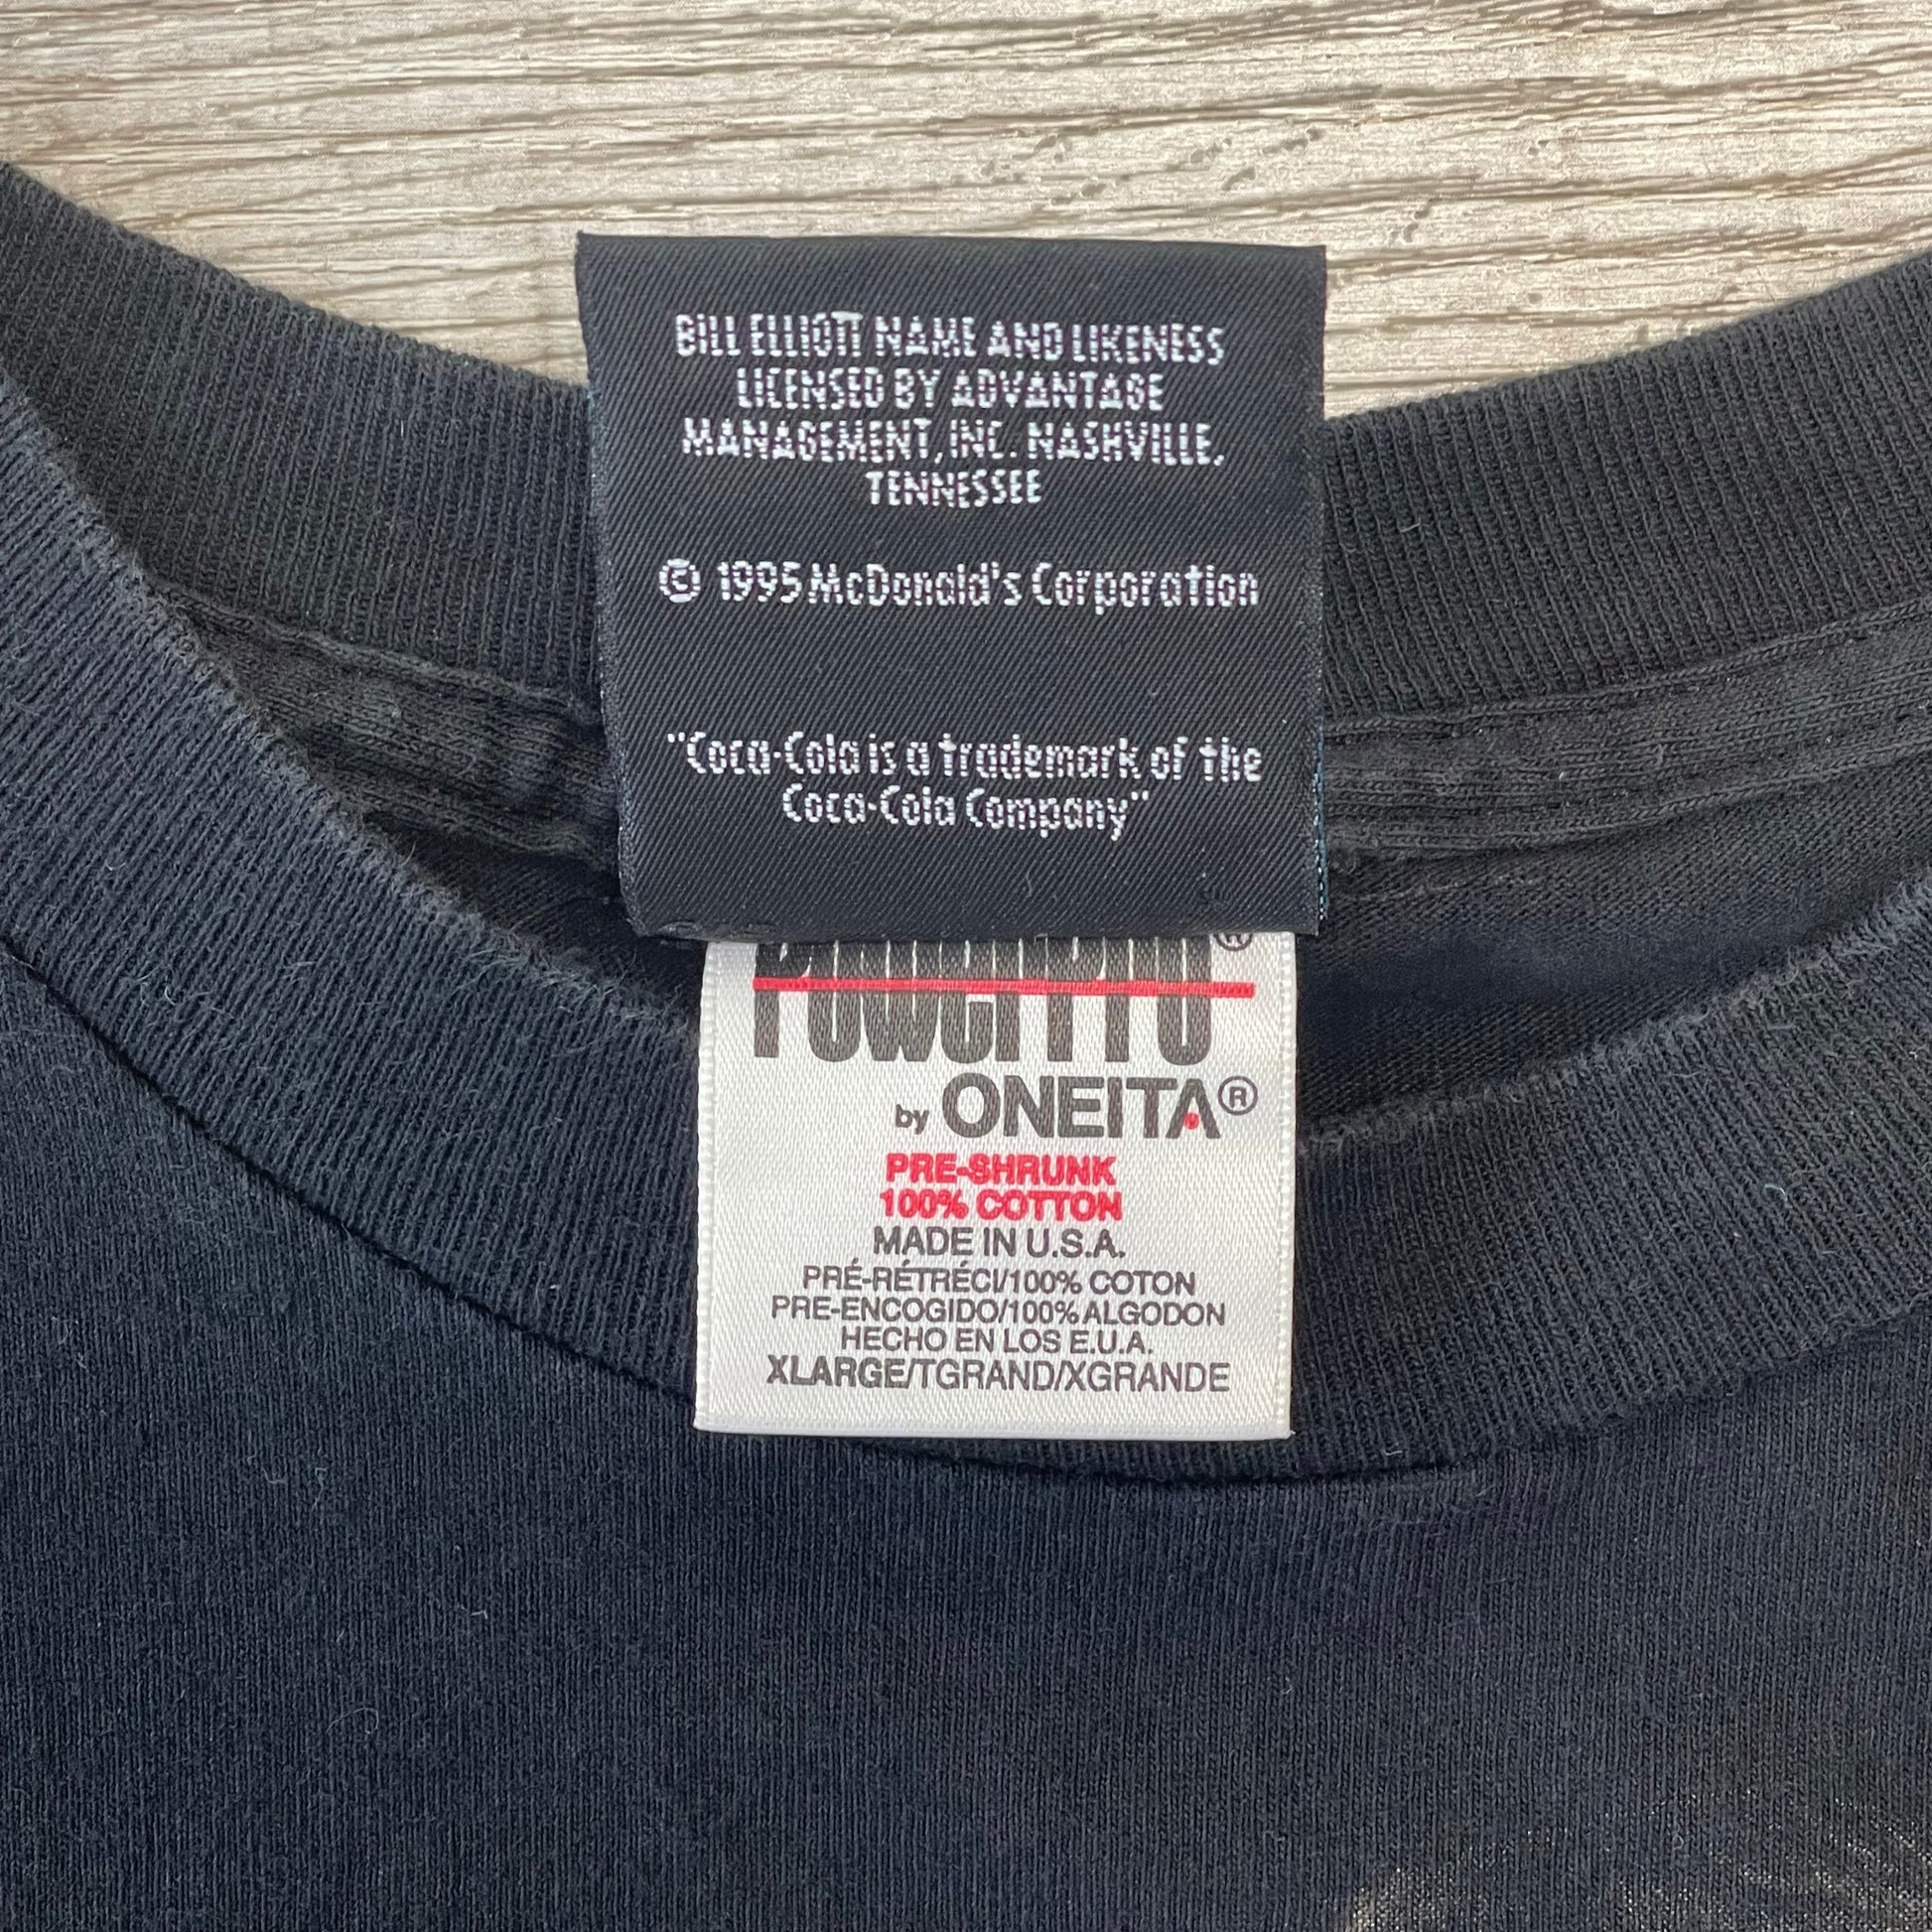 BILL ELLIOTT NAME AND LIKENESS
LICENSED BY ADVANTAGE
MANAGEMENT, INC. NASHVILLE,
TENNESSEE
© 1995 McDonald's Corporation
"Coca-Cola is a trademark of the
Coca-Cola Company"
PowerPro®
by ONEITA®
PRE-SHRUNK
100% COTTON
MADE IN U.S.A.
PRÉ-RÉTRÉCI/100% COTON
PRE-ENCOGIDO/100% ALGODON
HECHO EN LOS E.U.A.
XLARGE/TGRAND/XGRANDE